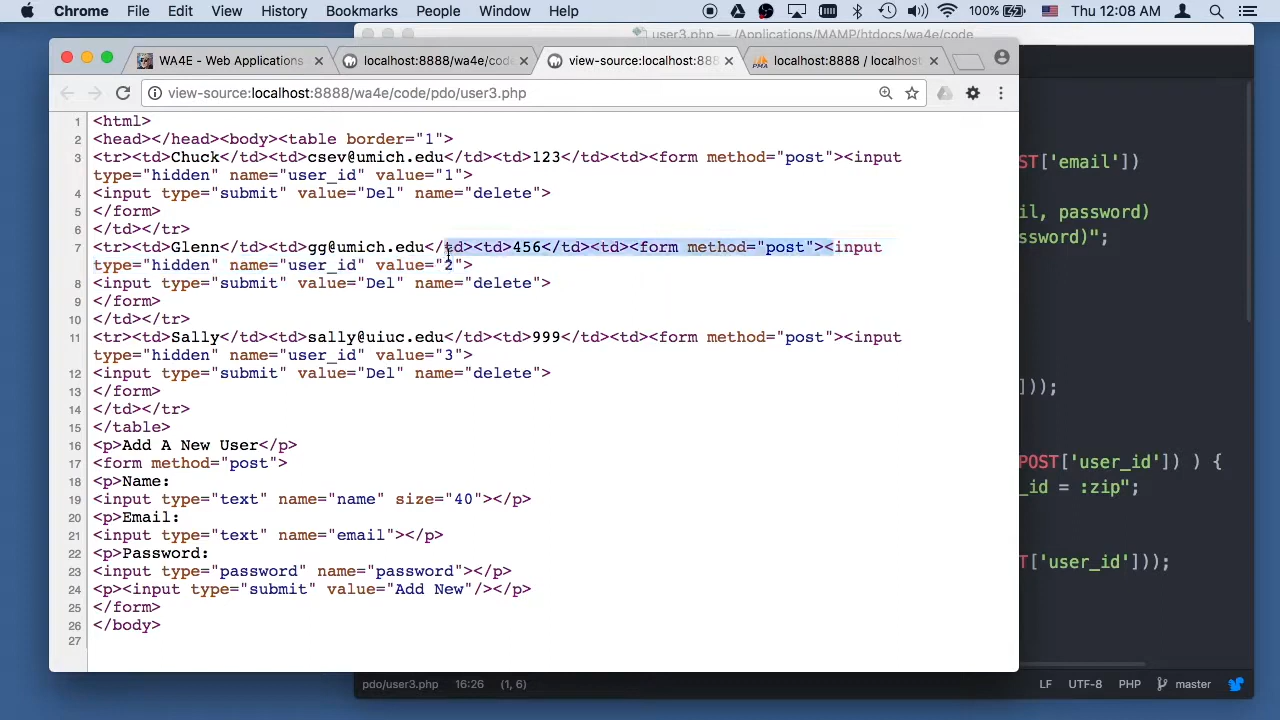 Chrome File Edit View History Bookmarks People Window Help 100% Thu 12:08 AM
user3.php — /Applications/MAMP/htdocs/wa4e/code
WA4E - Web Applications
localhost:8888/wa4e/cod
view-source:localhost:888
localhost:8888 / localhost
view-source:localhost:8888/wa4e/code/pdo/user3.php
1 <html>
2 <head></head><body><table border="1">
3 <tr><td>Chuck</td><td>csev@umich.edu</td><td>123</td><td><form method="post"><input
type="hidden" name="user_id" value="1">
4 <input type="submit" value="Del" name="delete">
5 </form>
6 </td></tr>
7 <tr><td>Glenn</td><td>gg@umich.edu</td><td>456</td><td><form method="post"><input
type="hidden" name="user_id" value="2">
8 <input type="submit" value="Del" name="delete">
9 </form>
10 </td></tr>
11 <tr><td>Sally</td><td>sally@uiuc.edu</td><td>999</td><td><form method="post"><input
type="hidden" name="user_id" value="3">
12 <input type="submit" value="Del" name="delete">
13 </form>
14 </td></tr>
15 </table>
16 <p>Add A New User</p>
17 <form method="post">
18 <p>Name:
19 <input type="text" name="name" size="40"></p>
20 <p>Email:
21 <input type="text" name="email"></p>
22 <p>Password:
23 <input type="password" name="password"></p>
24 <p><input type="submit" value="Add New"/></p>
25 </form>
26 </body>
27
ST['email'])
il, password)
ssword)";
]));
POST['user_id']) ) {
_id = :zip";
T['user_id']));
pdo/user3.php 16:26 (1, 6) LF UTF-8 PHP master